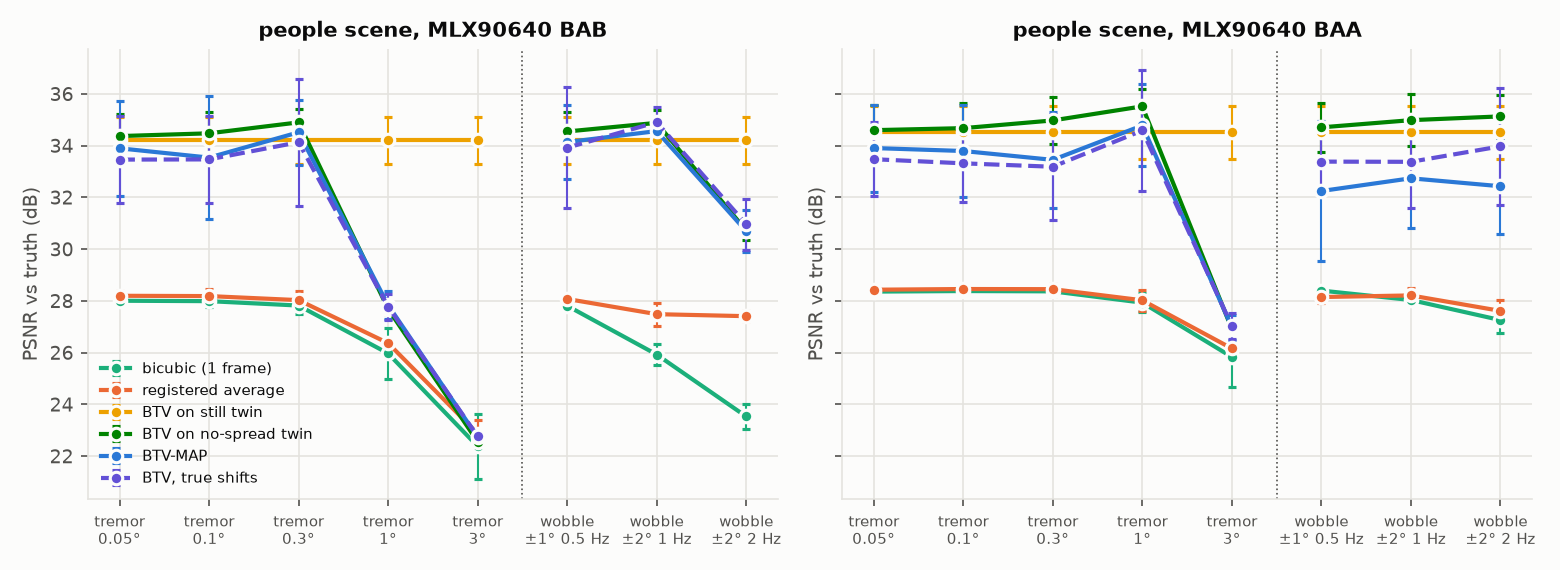 people scene, MLX90640 BAB
PSNR vs truth (dB)
36
34
32
30
28
26
24
22
bicubic (1 frame)
registered average
BTV on still twin
BTV on no-spread twin
BTV-MAP
BTV, true shifts
tremor
0.05°
tremor
0.1°
tremor
0.3°
tremor
1°
tremor
3°
wobble
±1° 0.5 Hz
wobble
±2° 1 Hz
wobble
±2° 2 Hz
people scene, MLX90640 BAA
PSNR vs truth (dB)
tremor
0.05°
tremor
0.1°
tremor
0.3°
tremor
1°
tremor
3°
wobble
±1° 0.5 Hz
wobble
±2° 1 Hz
wobble
±2° 2 Hz